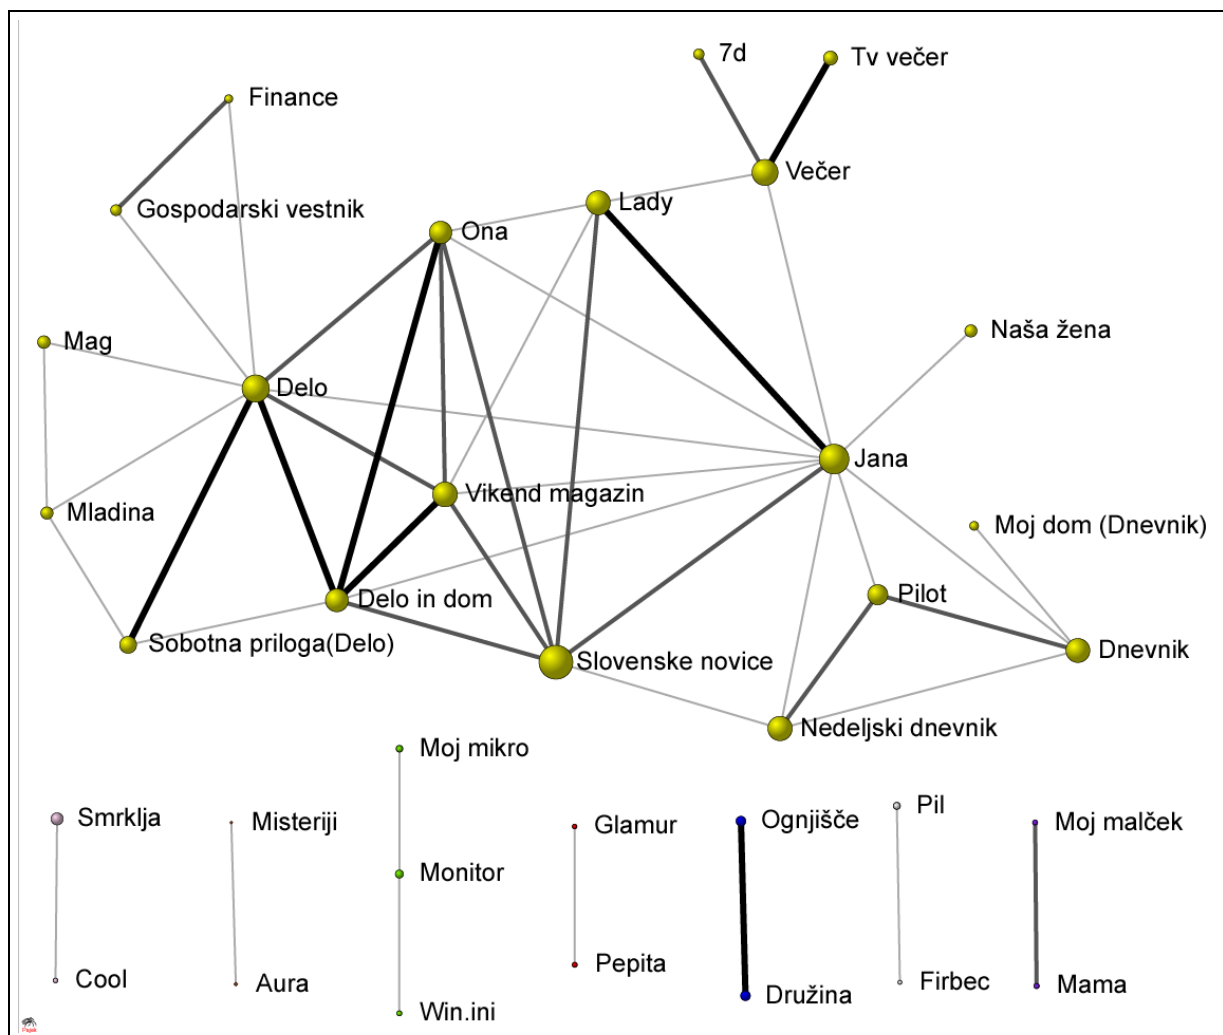 7d
Tv večer
Finance
Večer
Gospodarski vestnik
Lady
Ona
Naša žena
Mag
Delo
Jana
Vikend magazin
Mladina
Moj dom (Dnevnik)
Pilot
Delo in dom
Sobotna priloga(Delo)
Dnevnik
Slovenske novice
Nedeljski dnevnik
Moj mikro
Smrklja
Misteriji
Glamur
Ognjišče
Pil
Moj malček
Monitor
Cool
Aura
Pepita
Družina
Firbec
Mama
Win.ini
Pajek